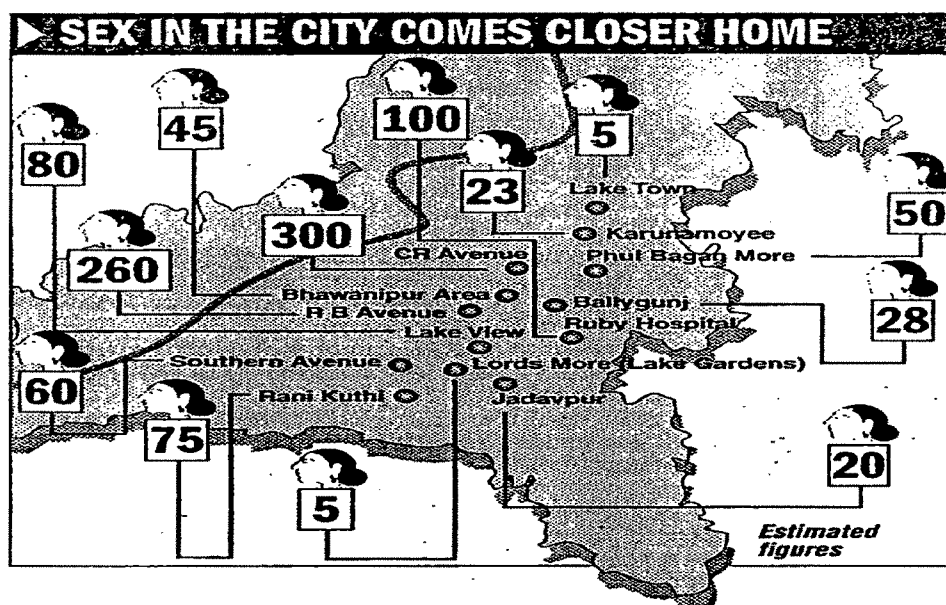 SEX IN THE CITY COMES CLOSER HOME
45
100
5
80
23
Lake Town
50
300
Karunamoyee
CR Avenue
Phul Bagan More
260
Bhawanipur Area
Ballygunj
28
R B Avenue
Ruby Hospital
Lake View
Southern Avenue
Lords More (Lake Gardens)
60
Rani Kuthi
Jadavpur
75
20
5
Estimated
figures